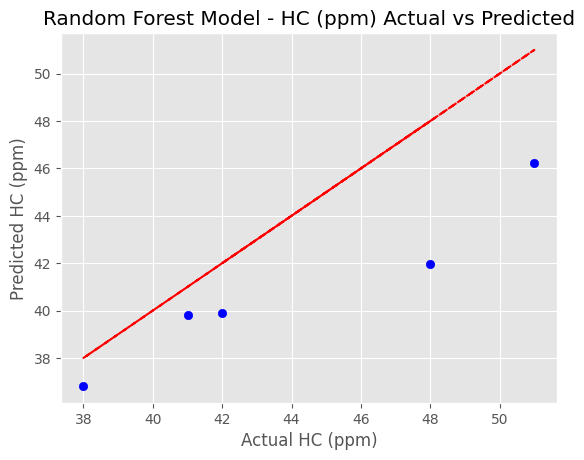 Random Forest Model - HC (ppm) Actual vs Predicted
Predicted HC (ppm)
50
48
46
44
42
40
38
38 40 42 44 46 48 50
Actual HC (ppm)